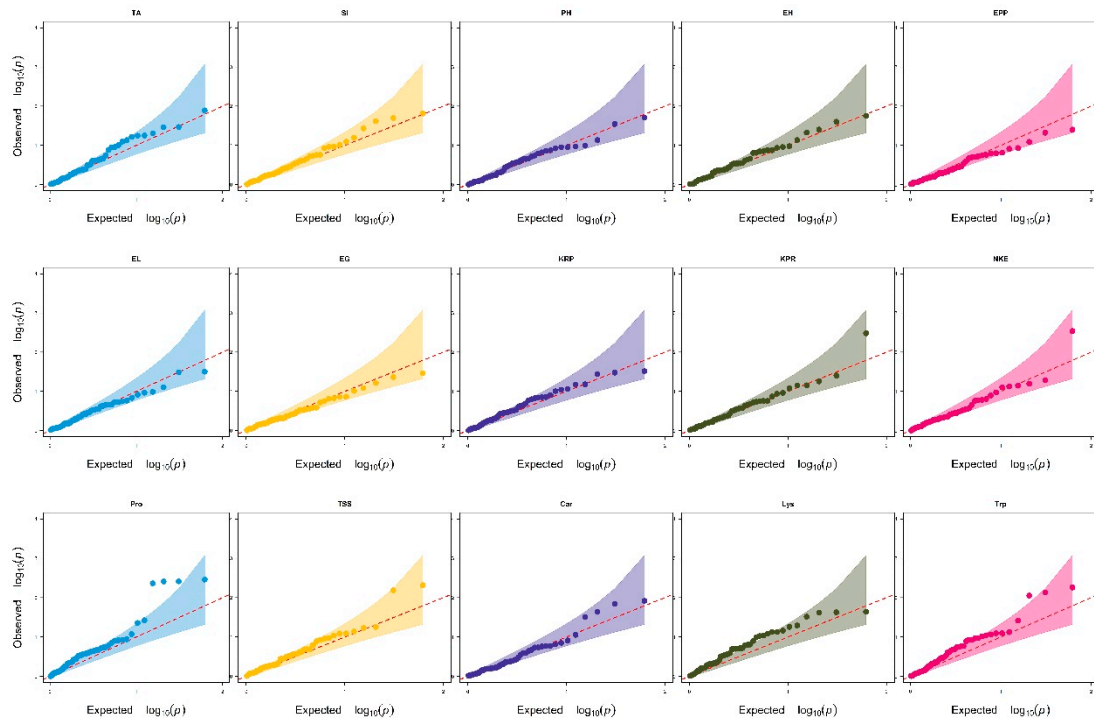 TA SI PH EH EPP
Observed log₁₀(p)
Expected log₁₀(p) Expected log₁₀(p) Expected log₁₀(p) Expected log₁₀(p) Expected log₁₀(p)
EL EG KRP KPR NKE
Observed log₁₀(p)
Expected log₁₀(p) Expected log₁₀(p) Expected log₁₀(p) Expected log₁₀(p) Expected log₁₀(p)
Pro TSS Car Lys Trp
Observed log₁₀(p)
Expected log₁₀(p) Expected log₁₀(p) Expected log₁₀(p) Expected log₁₀(p) Expected log₁₀(p)